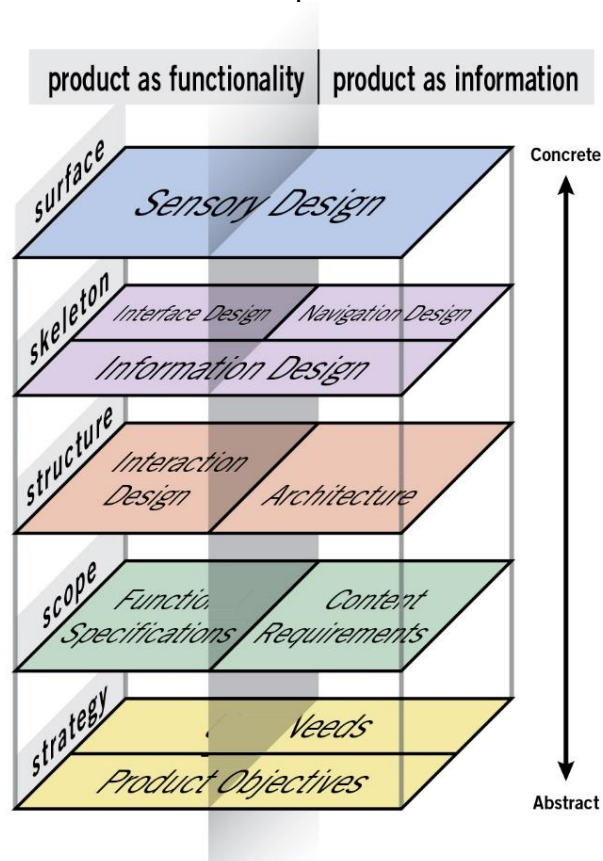 product as functionality
product as information
Concrete
surface
Sensory Design
skeleton
Interface Design
Navigation Design
Information Design
structure
Interaction
Design
Architecture
scope
Specifications
Content
Requirements
strategy
Needs
Product Objectives
Abstract